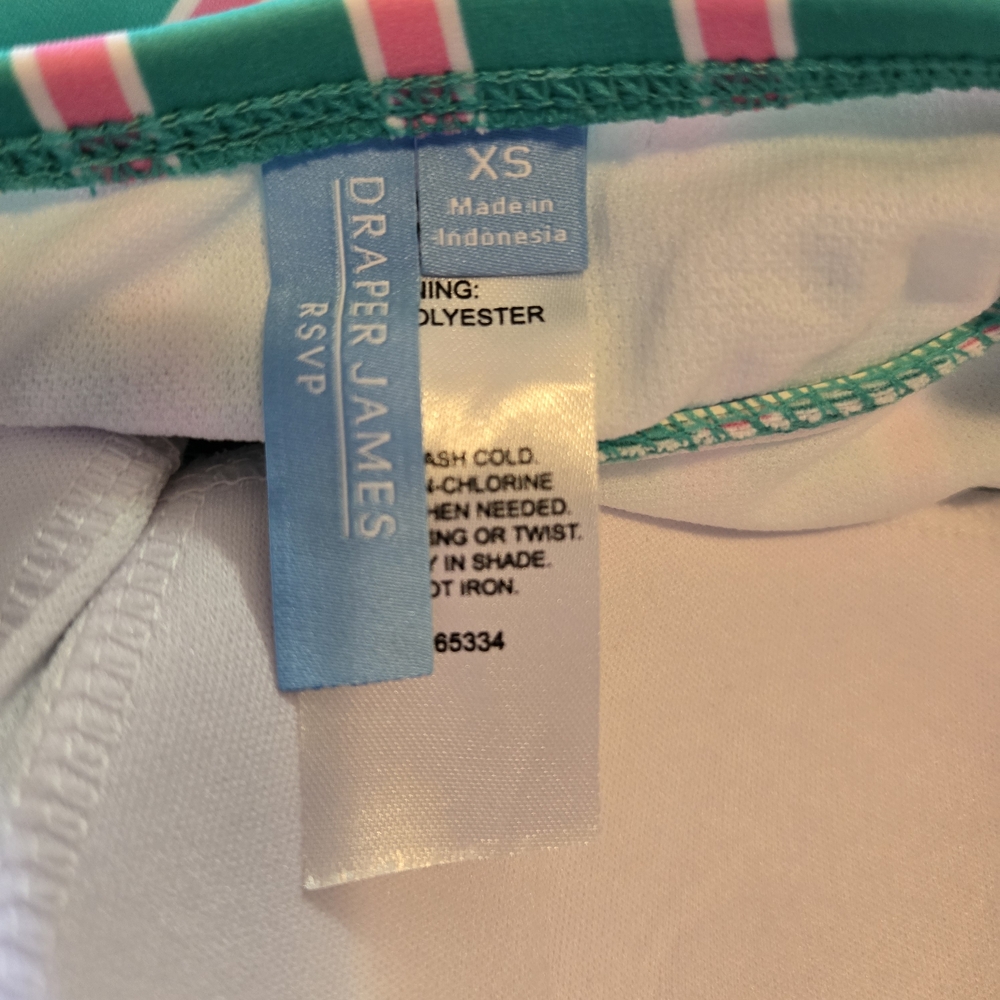 DRAPER JAMES
RSVP
XS
Made in
Indonesia
NING:
OLYESTER
ASH COLD.
N-CHLORINE
HEN NEEDED.
ING OR TWIST.
Y IN SHADE.
OT IRON.
65334